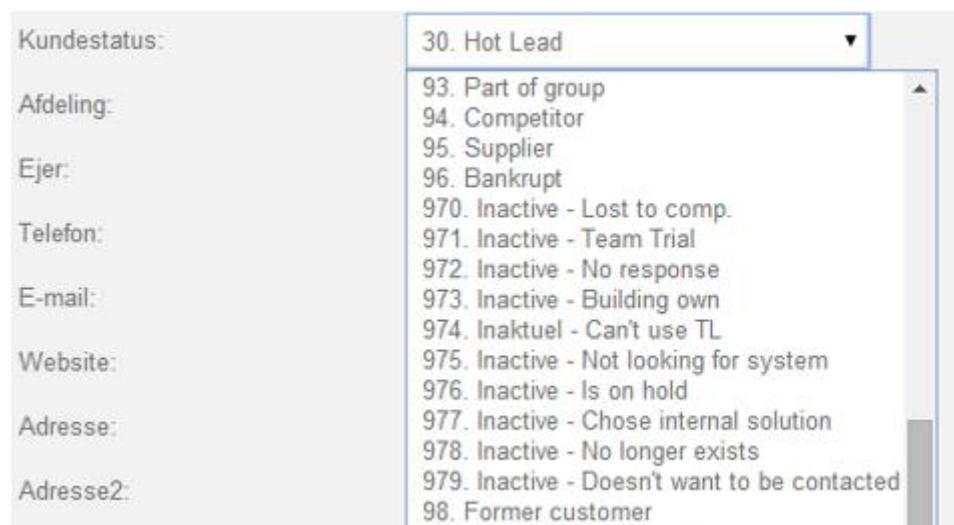 Kundestatus:
30. Hot Lead
Afdeling:
Ejer:
Telefon:
E-mail:
Website:
Adresse:
Adresse2:
93. Part of group
94. Competitor
95. Supplier
96. Bankrupt
970. Inactive - Lost to comp.
971. Inactive - Team Trial
972. Inactive - No response
973. Inactive - Building own
974. Inaktuel - Can't use TL
975. Inactive - Not looking for system
976. Inactive - Is on hold
977. Inactive - Chose internal solution
978. Inactive - No longer exists
979. Inactive - Doesn't want to be contacted
98. Former customer